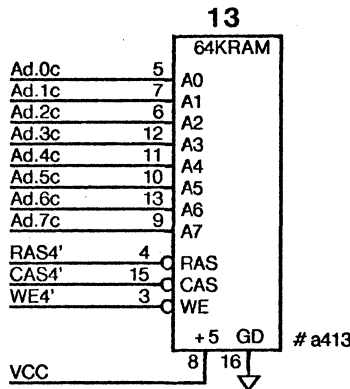 13
64KRAM
Ad.0c 5 A0
Ad.1c 7 A1
Ad.2c 6 A2
Ad.3c 12 A3
Ad.4c 11 A4
Ad.5c 10 A5
Ad.6c 13 A6
Ad.7c 9 A7
RAS4' 4 RAS
CAS4' 15 CAS
WE4' 3 WE
+5 GD #a413
VCC 8 16